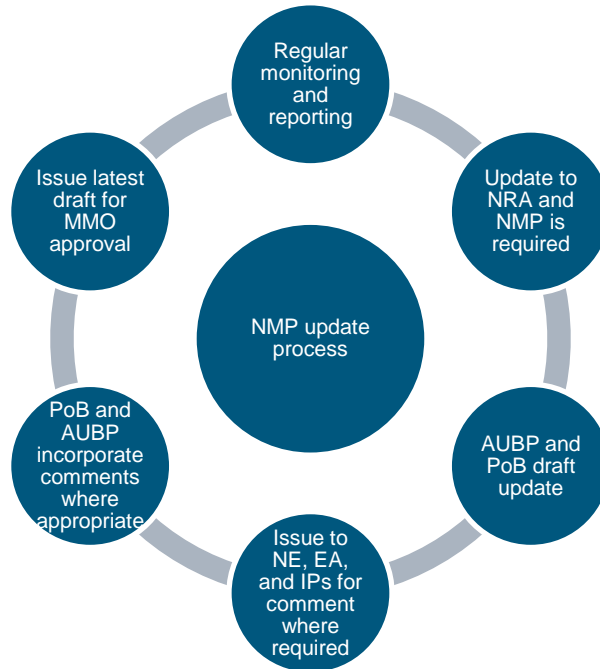 Regular
monitoring
and
reporting
Update to
NRA and
NMP is
required
AUBP and
PoB draft
update
Issue to
NE, EA,
and IPs for
comment
where
required
PoB and
AUBP
incorporate
comments
where
appropriate
Issue latest
draft for
MMO
approval
NMP update
process